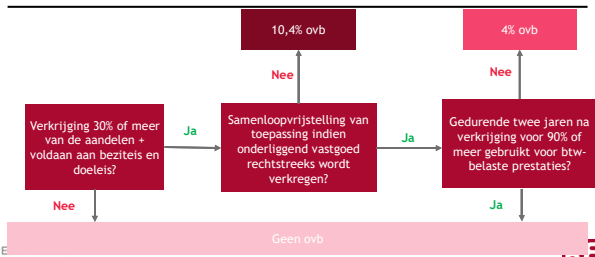 10,4% ovb
4% ovb
Nee
Nee
Verkrijging 30% of meer
van de aandelen +
voldaan aan beziteis en
doeleis?
Ja
Samenloopvrijstelling van
toepassing indien
onderliggend vastgoed
rechtstreeks wordt
verkregen?
Ja
Gedurende twee jaren na
verkrijging voor 90% of
meer gebruikt voor btw-
belaste prestaties?
Nee
Ja
Geen ovb